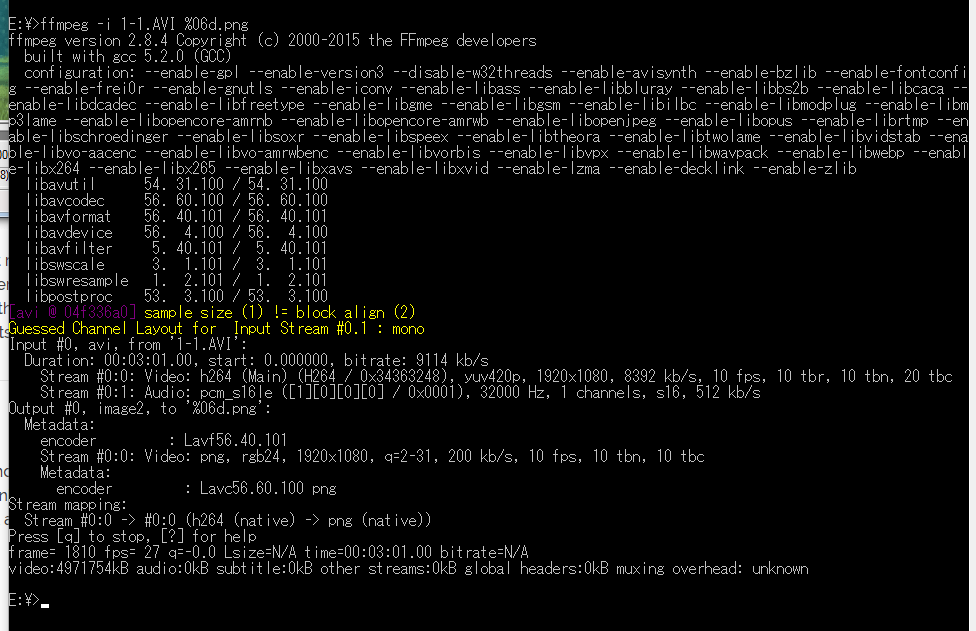 E:¥>ffmpeg -i 1-1.AVI %06d.png
ffmpeg version 2.8.4 Copyright (c) 2000-2015 the FFmpeg developers
  built with gcc 5.2.0 (GCC)
  configuration: --enable-gpl --enable-version3 --disable-w32threads --enable-avisynth --enable-bzlib --enable-fontconfi
g --enable-frei0r --enable-gnutls --enable-iconv --enable-libass --enable-libbluray --enable-libbs2b --enable-libcaca --
enable-libdcadec --enable-libfreetype --enable-libgme --enable-libgsm --enable-libilbc --enable-libmodplug --enable-libm
p3lame --enable-libopencore-amrnb --enable-libopencore-amrwb --enable-libopenjpeg --enable-libopus --enable-librtmp --en
able-libschroedinger --enable-libsoxr --enable-libspeex --enable-libtheora --enable-libtwolame --enable-libvidstab --ena
ble-libvo-aacenc --enable-libvo-amrwbenc --enable-libvorbis --enable-libvpx --enable-libwavpack --enable-libwebp --enabl
e-libx264 --enable-libx265 --enable-libxavs --enable-libxvid --enable-lzma --enable-decklink --enable-zlib
  libavutil      54. 31.100 / 54. 31.100
  libavcodec     56. 60.100 / 56. 60.100
  libavformat    56. 40.101 / 56. 40.101
  libavdevice    56.  4.100 / 56.  4.100
  libavfilter     5. 40.101 /  5. 40.101
  libswscale      3.  1.101 /  3.  1.101
  libswresample   1.  2.101 /  1.  2.101
  libpostproc    53.  3.100 / 53.  3.100
[avi @ 04f336a0] sample size (1) != block align (2)
Guessed Channel Layout for  Input Stream #0.1 : mono
Input #0, avi, from '1-1.AVI':
  Duration: 00:03:01.00, start: 0.000000, bitrate: 9114 kb/s
    Stream #0:0: Video: h264 (Main) (H264 / 0x34363248), yuv420p, 1920x1080, 8392 kb/s, 10 fps, 10 tbr, 10 tbn, 20 tbc
    Stream #0:1: Audio: pcm_s16le ([1][0][0][0] / 0x0001), 32000 Hz, 1 channels, s16, 512 kb/s
Output #0, image2, to '%06d.png':
  Metadata:
    encoder         : Lavf56.40.101
    Stream #0:0: Video: png, rgb24, 1920x1080, q=2-31, 200 kb/s, 10 fps, 10 tbn, 10 tbc
    Metadata:
      encoder         : Lavc56.60.100 png
Stream mapping:
  Stream #0:0 -> #0:0 (h264 (native) -> png (native))
Press [q] to stop, [?] for help
frame= 1810 fps= 27 q=-0.0 Lsize=N/A time=00:03:01.00 bitrate=N/A
video:4971754kB audio:0kB subtitle:0kB other streams:0kB global headers:0kB muxing overhead: unknown
E:¥>